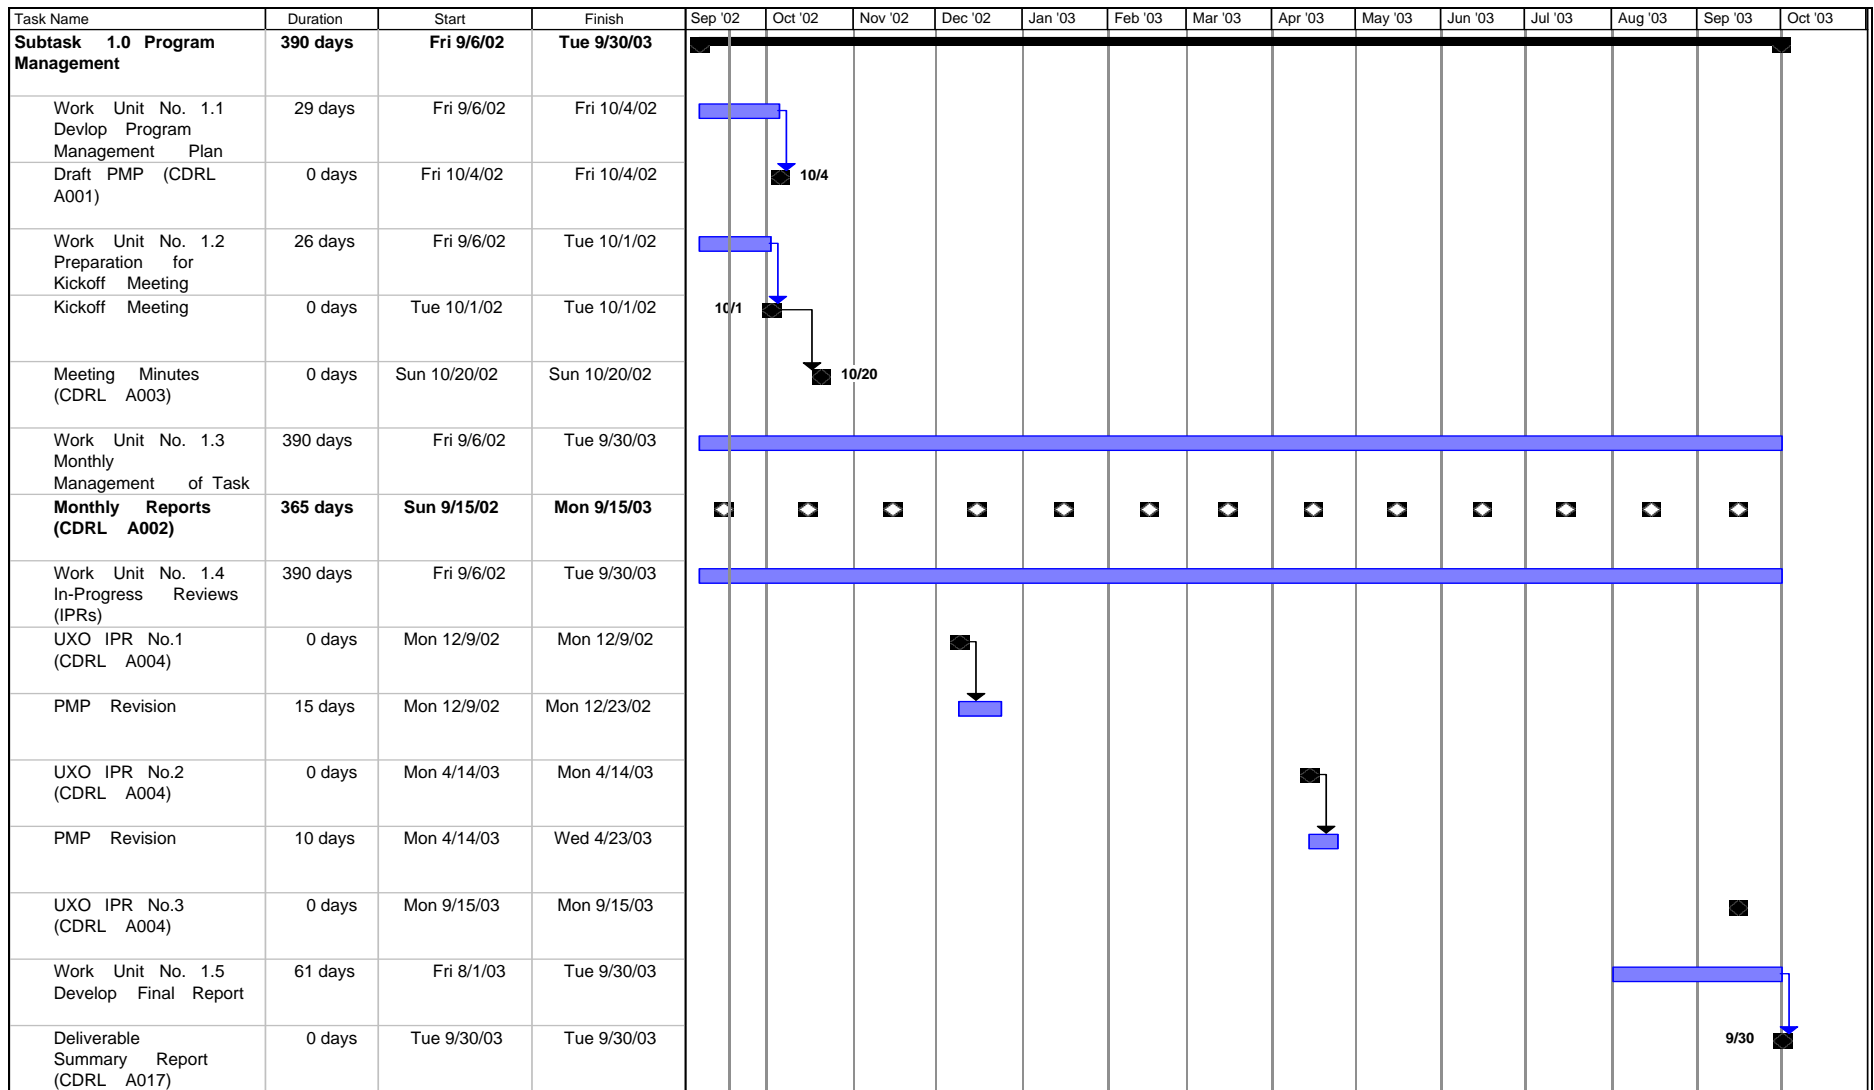 Task Name Duration Start Finish Sep '02 Oct '02 Nov '02 Dec '02 Jan '03 Feb '03 Mar '03 Apr '03 May '03 Jun '03 Jul '03 Aug '03 Sep '03 Oct '03
Subtask 1.0 Program 390 days Fri 9/6/02 Tue 9/30/03
Management
Work Unit No. 1.1 29 days Fri 9/6/02 Fri 10/4/02
Devlop Program
Management Plan
Draft PMP (CDRL 0 days Fri 10/4/02 Fri 10/4/02 10/4
A001)
Work Unit No. 1.2 26 days Fri 9/6/02 Tue 10/1/02
Preparation for
Kickoff Meeting
Kickoff Meeting 0 days Tue 10/1/02 Tue 10/1/02 10/1
Meeting Minutes 0 days Sun 10/20/02 Sun 10/20/02 10/20
(CDRL A003)
Work Unit No. 1.3 390 days Fri 9/6/02 Tue 9/30/03
Monthly
Management of Task
Monthly Reports 365 days Sun 9/15/02 Mon 9/15/03
(CDRL A002)
Work Unit No. 1.4 390 days Fri 9/6/02 Tue 9/30/03
In-Progress Reviews
(IPRs)
UXO IPR No.1 0 days Mon 12/9/02 Mon 12/9/02
(CDRL A004)
PMP Revision 15 days Mon 12/9/02 Mon 12/23/02
UXO IPR No.2 0 days Mon 4/14/03 Mon 4/14/03
(CDRL A004)
PMP Revision 10 days Mon 4/14/03 Wed 4/23/03
UXO IPR No.3 0 days Mon 9/15/03 Mon 9/15/03
(CDRL A004)
Work Unit No. 1.5 61 days Fri 8/1/03 Tue 9/30/03
Develop Final Report
Deliverable 0 days Tue 9/30/03 Tue 9/30/03 9/30
Summary Report
(CDRL A017)